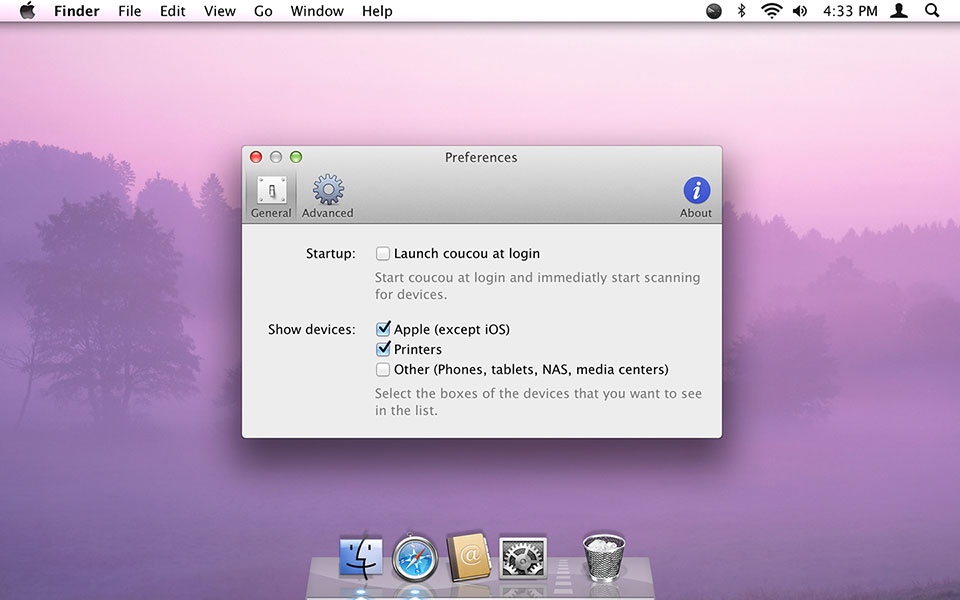 Finder File Edit View Go Window Help 4:33 PM
Preferences
General Advanced About
Startup: Launch coucou at login
Start coucou at login and immediatly start scanning
for devices.
Show devices: Apple (except iOS)
Printers
Other (Phones, tablets, NAS, media centers)
Select the boxes of the devices that you want to see
in the list.
@